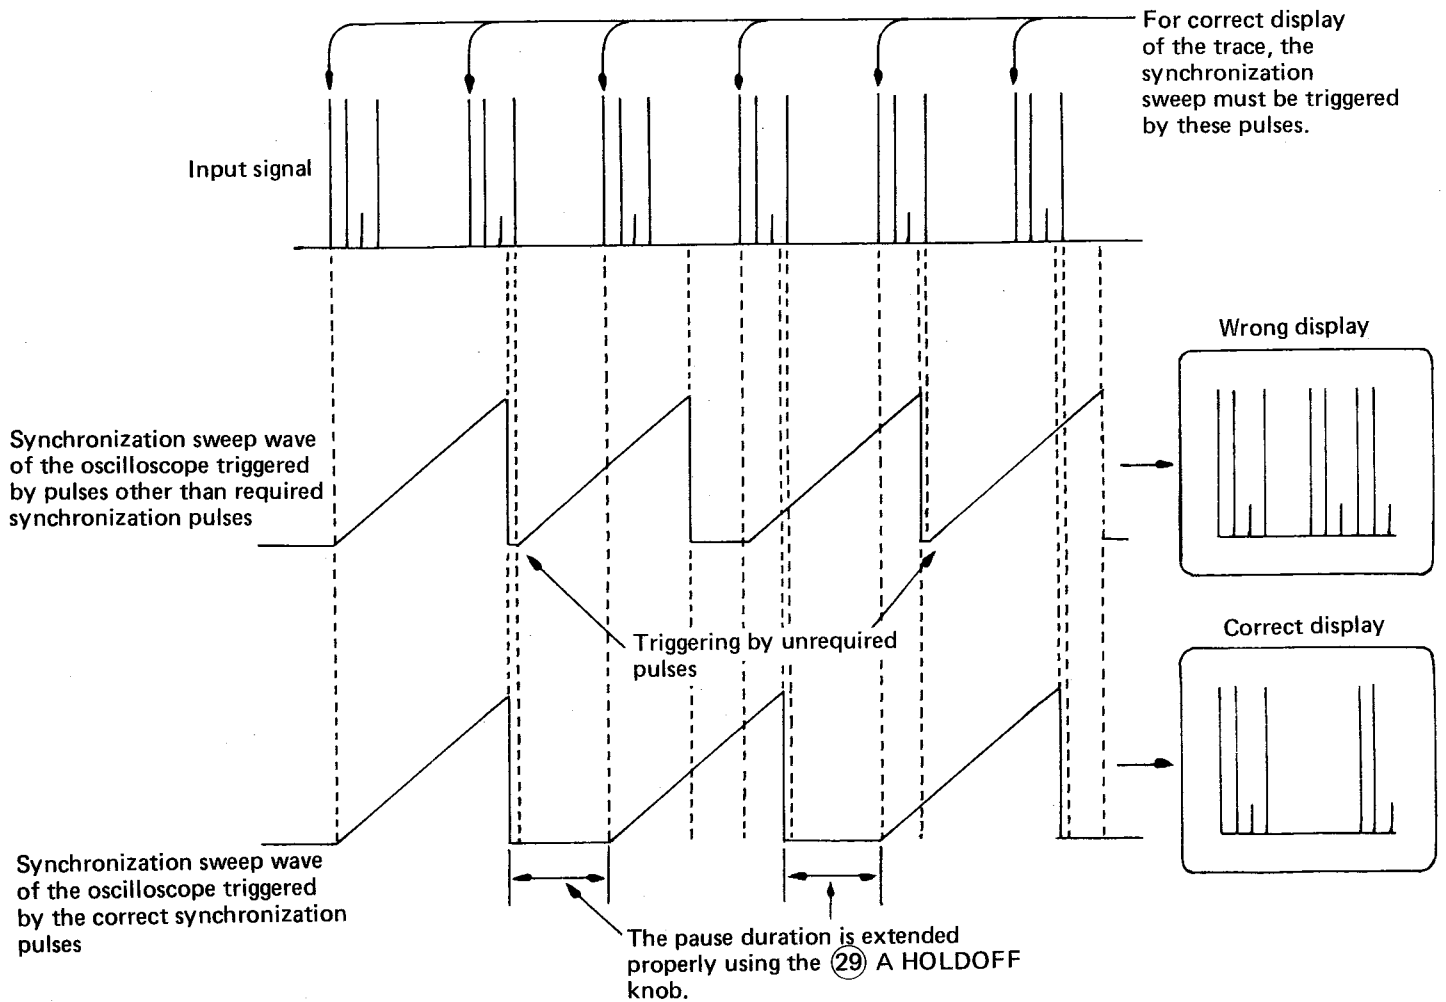 For correct display
of the trace, the
synchronization
sweep must be triggered
by these pulses.
Input signal
Wrong display
Synchronization sweep wave
of the oscilloscope triggered
by pulses other than required
synchronization pulses
Triggering by unrequired
pulses
Correct display
Synchronization sweep wave
of the oscilloscope triggered
by the correct synchronization
pulses
The pause duration is extended
properly using the 29 A HOLDOFF
knob.